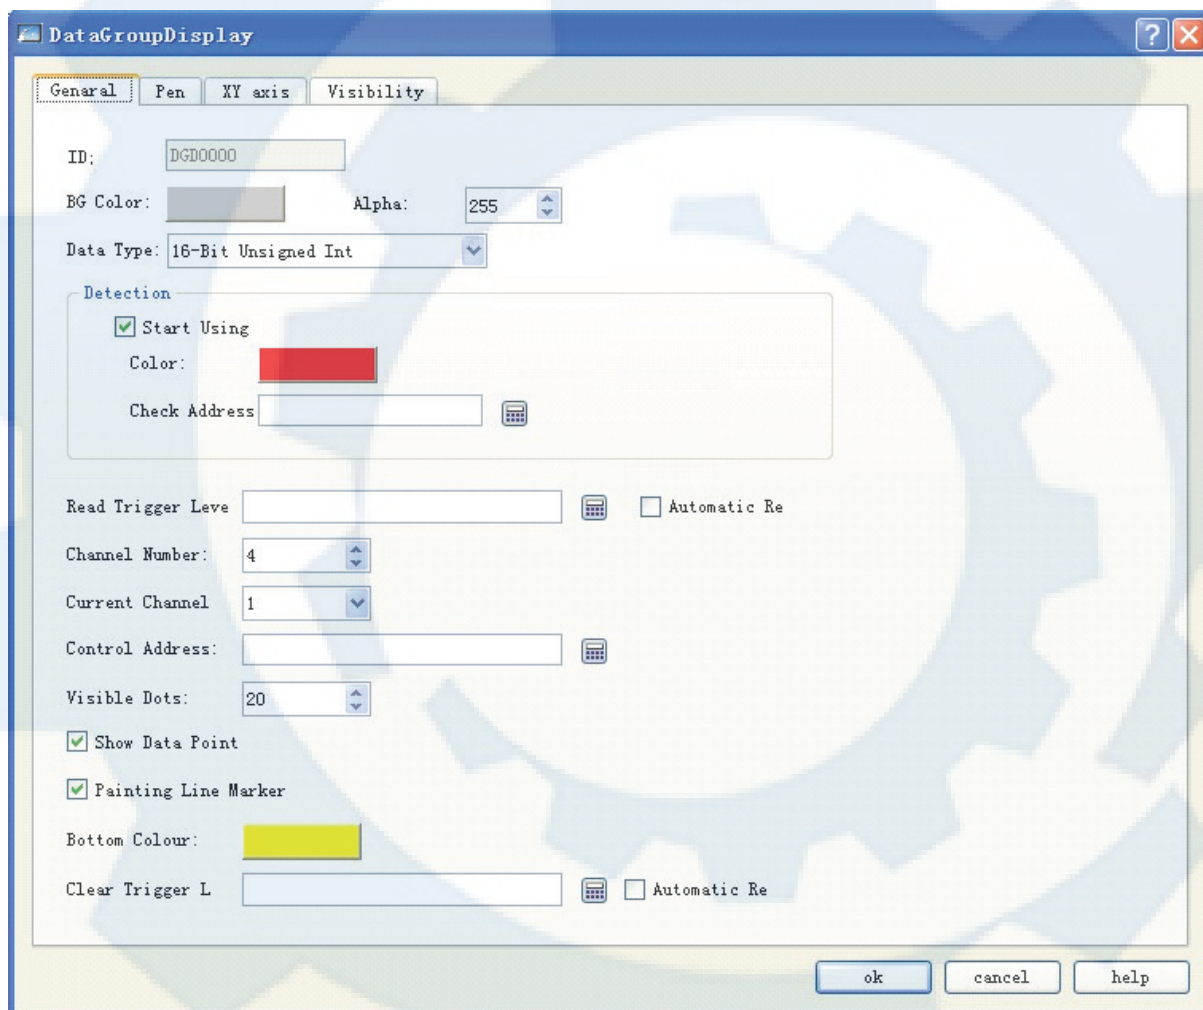 DataGroupDisplay
?
Genaral Pen XY axis Visibility
ID: DGD0000
BG Color: Alpha: 255
Data Type: 16-Bit Unsigned Int
Detection
Start Using
Color:
Check Address
Read Trigger Leve Automatic Re
Channel Number: 4
Current Channel 1
Control Address:
Visible Dots: 20
Show Data Point
Painting Line Marker
Bottom Colour:
Clear Trigger L Automatic Re
ok cancel help